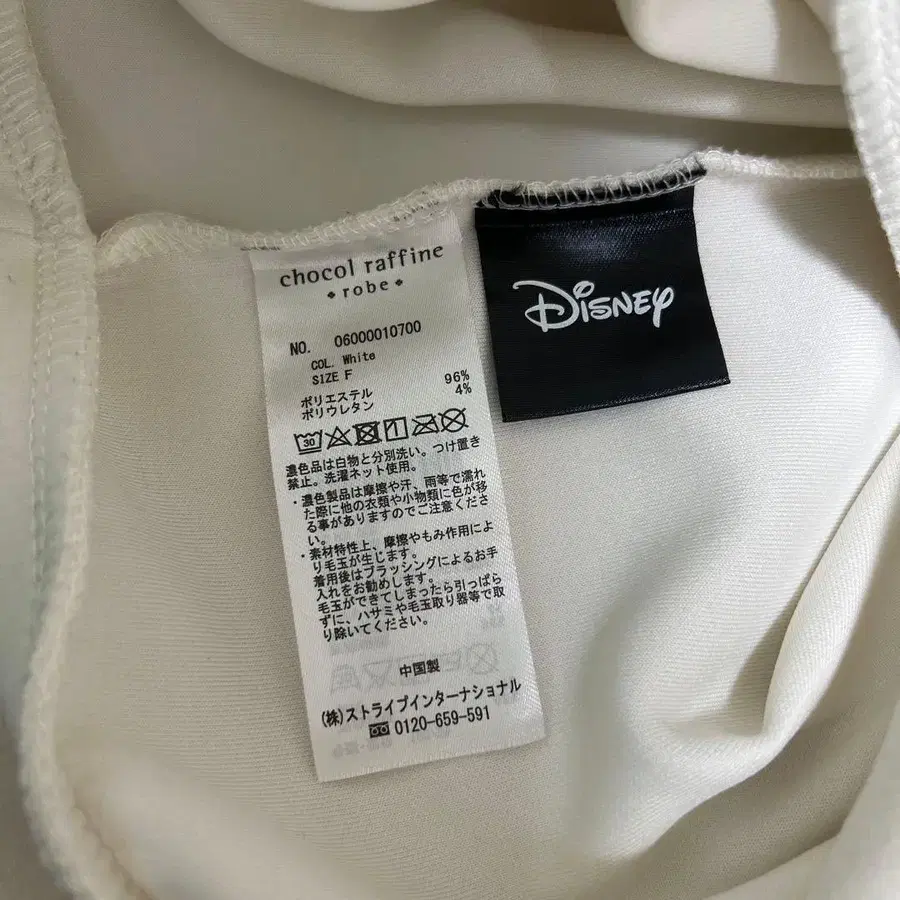 chocol raffine
robe
NO. 06000010700
COL. White
SIZE F
ポリエステル 96%
ポリウレタン 4%
30
濃色品は白物と分別洗い。つけ置き
禁止。洗濯ネット使用。
・濃色製品は摩擦や汗、雨等で濡れ
た際に他の衣類や小物類に色が移
る事がありますのでご注意くださ
い。
・素材特性上、摩擦やもみ作用によ
り毛玉が生じます。
着用後はブラッシングによるお手
入れをお勧めします。
毛玉ができてしまったら引っぱら
ずに、ハサミや毛玉取り器等で取
り除いてください。
中国製
(株)ストライプインターナショナル
0120-659-591
Disney